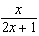 x
2x + 1